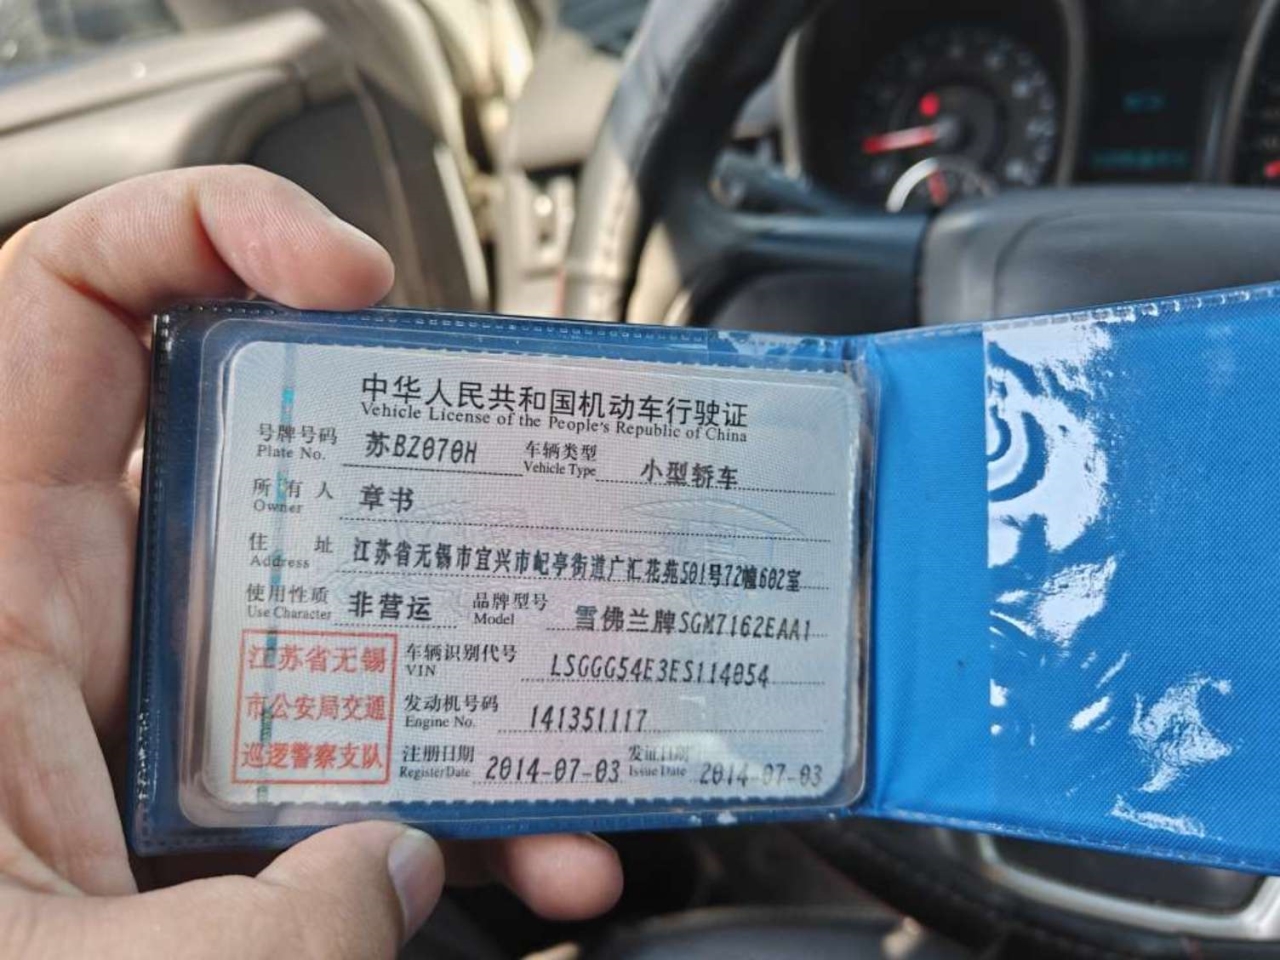 中华人民共和国机动车行驶证
Vehicle License of the People's Republic of China
号牌号码 苏BZ070H 车辆类型 小型轿车
Plate No. Vehicle Type
所有人 章书
Owner
住址 江苏省无锡市宜兴市屺亭街道广汇花苑501号72幢602室
Address
使用性质 非营运 品牌型号 雪佛兰牌SGM7162EAA1
Use Character Model
江苏省无锡
市公安局交通
巡逻警察支队
车辆识别代号 LSGGG54E3ES114054
VIN
发动机号码 141351117
Engine No.
注册日期 2014-07-03 发证日期 2014-07-03
Register Date Issue Date